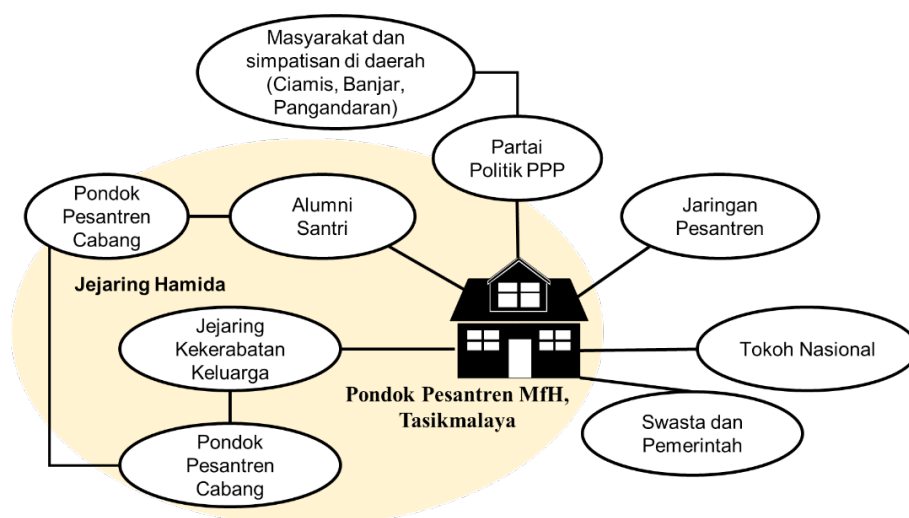 Masyarakat dan
simpatisan di daerah
(Ciamis, Banjar,
Pangandaran)
Partai
Politik PPP
Pondok
Pesantren
Cabang
Alumni
Santri
Jaringan
Pesantren
Jejaring Hamida
Jejaring
Kekerabatan
Keluarga
Tokoh Nasional
Pondok Pesantren MfH,
Tasikmalaya
Swasta dan
Pemerintah
Pondok
Pesantren
Cabang